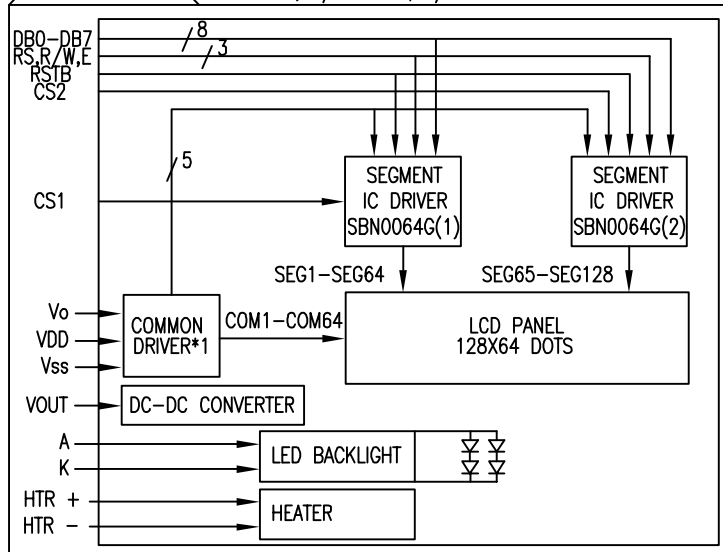 DB0-DB7
8
RS,R/W,E
3
RSTB
CS2
5
CS1
SEGMENT
IC DRIVER
SBN0064G(1)
SEGMENT
IC DRIVER
SBN0064G(2)
SEG1-SEG64
SEG65-SEG128
Vo
VDD
Vss
COMMON
DRIVER*1
COM1-COM64
LCD PANEL
128X64 DOTS
VOUT
DC-DC CONVERTER
A
K
LED BACKLIGHT
HTR +
HTR -
HEATER